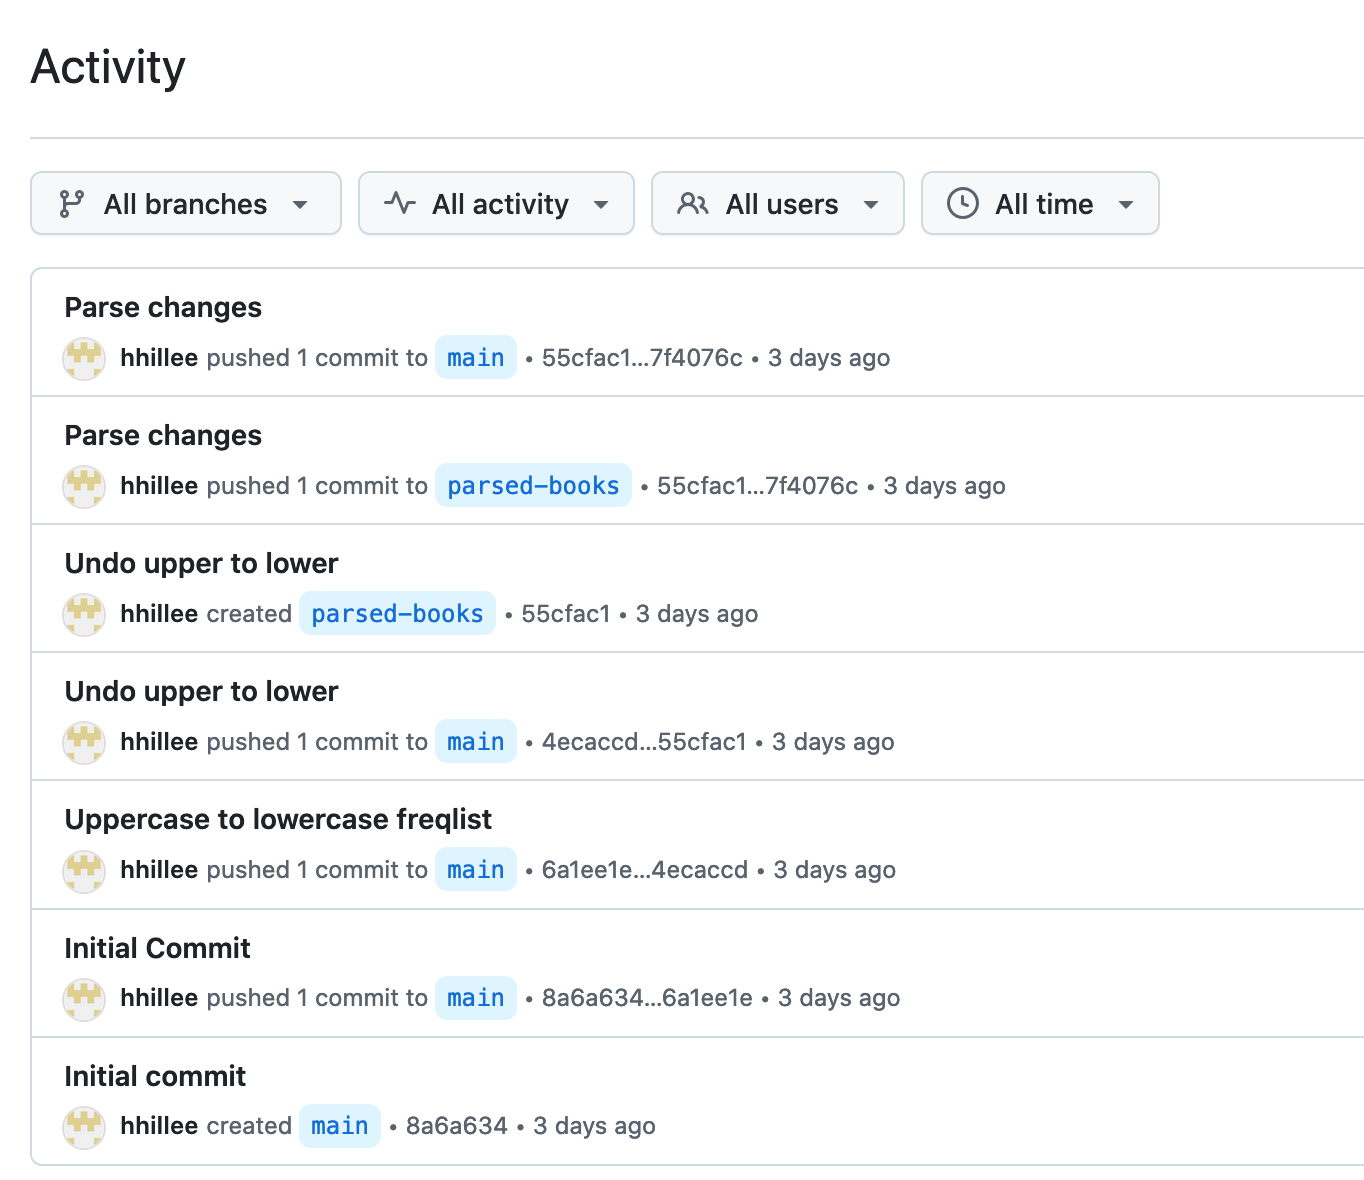 Activity
All branches All activity All users All time
Parse changes
hhillee pushed 1 commit to main • 55cfac1...7f4076c • 3 days ago
Parse changes
hhillee pushed 1 commit to parsed-books • 55cfac1...7f4076c • 3 days ago
Undo upper to lower
hhillee created parsed-books • 55cfac1 • 3 days ago
Undo upper to lower
hhillee pushed 1 commit to main • 4ecaccd...55cfac1 • 3 days ago
Uppercase to lowercase freqlist
hhillee pushed 1 commit to main • 6a1ee1e...4ecaccd • 3 days ago
Initial Commit
hhillee pushed 1 commit to main • 8a6a634...6a1ee1e • 3 days ago
Initial commit
hhillee created main • 8a6a634 • 3 days ago